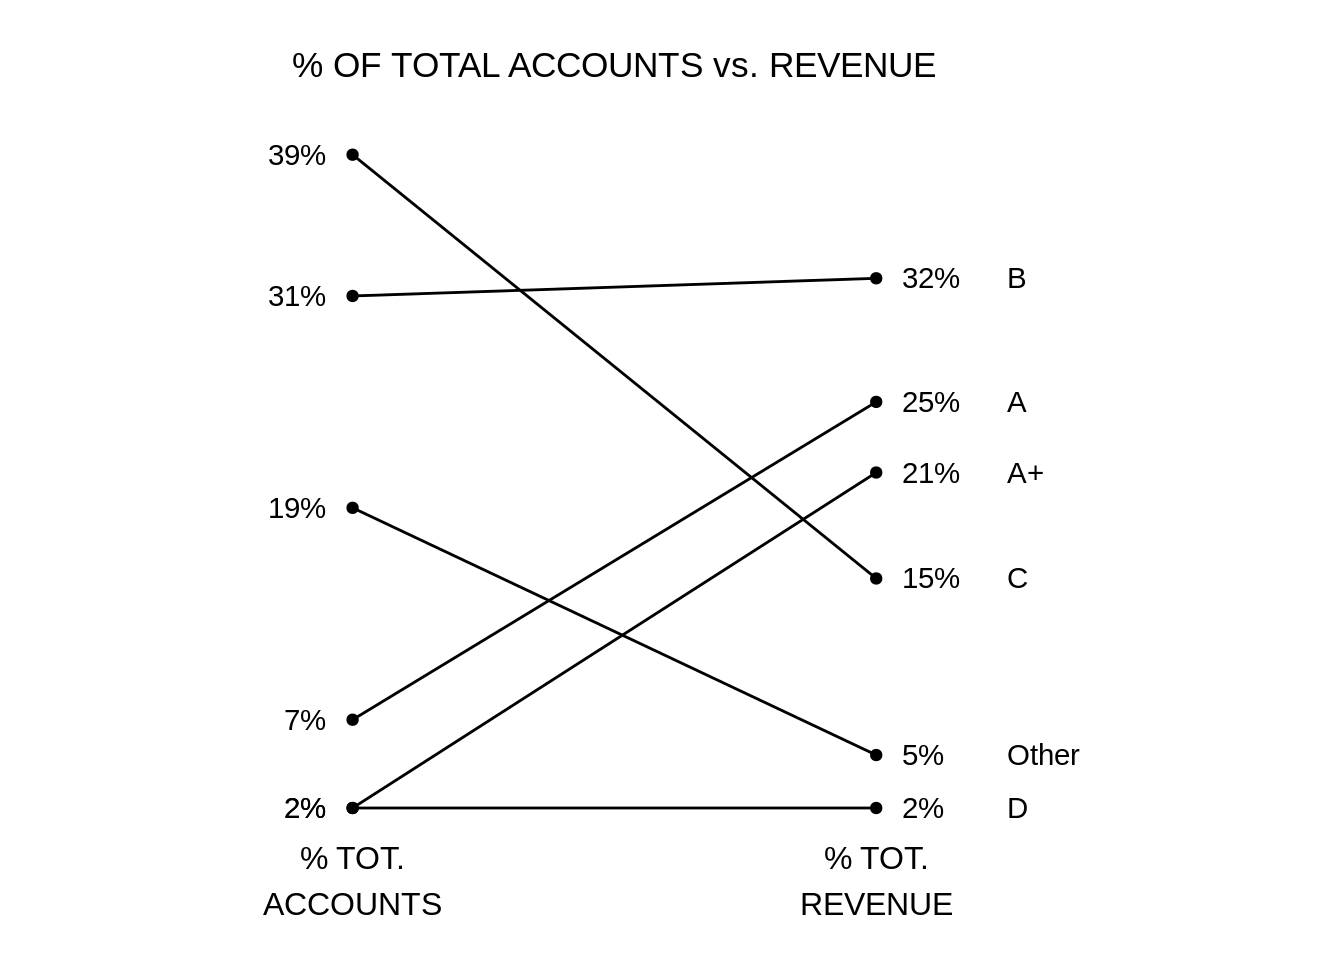 % OF TOTAL ACCOUNTS vs. REVENUE
39%
31% 32% B
25% A
21% A+
19%
15% C
7%
5% Other
2% 2% D
% TOT. % TOT.
ACCOUNTS REVENUE